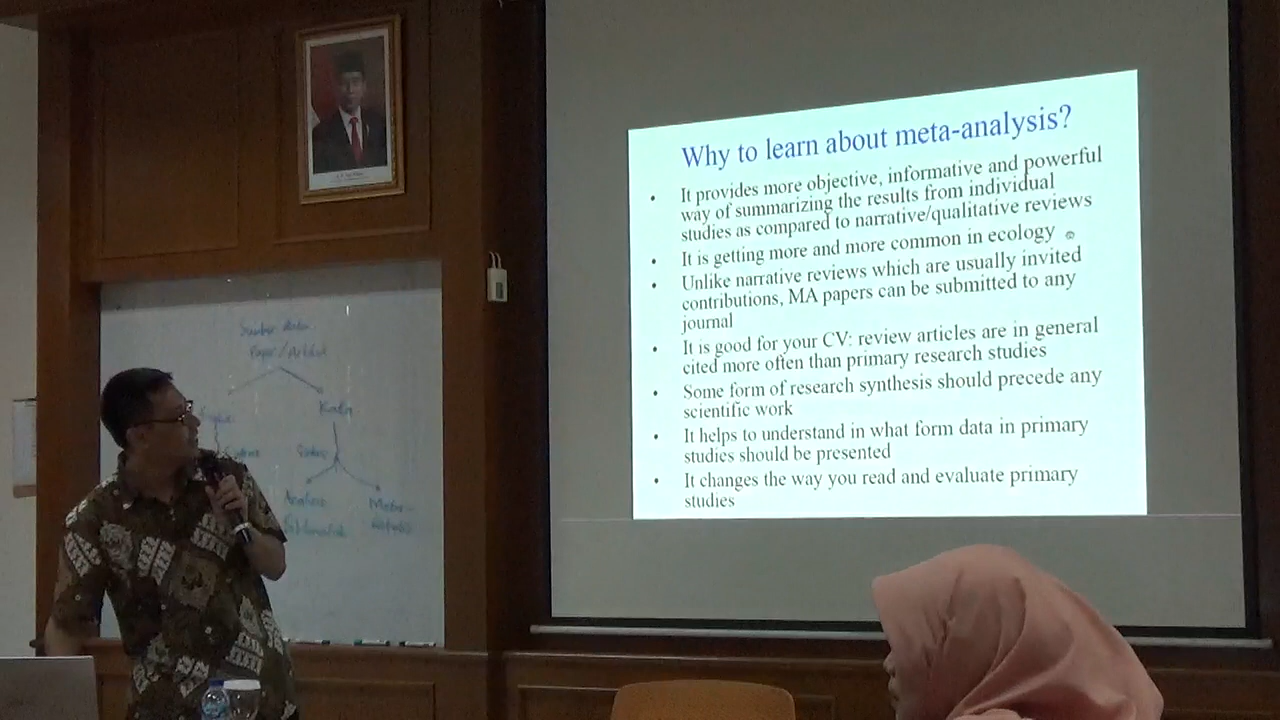 Why to learn about meta-analysis?
• It provides more objective, informative and powerful
way of summarizing the results from individual
studies as compared to narrative/qualitative reviews
• It is getting more and more common in ecology
• Unlike narrative reviews which are usually invited
contributions, MA papers can be submitted to any
journal
• It is good for your CV: review articles are in general
cited more often than primary research studies
• Some form of research synthesis should precede any
scientific work
• It helps to understand in what form data in primary
studies should be presented
• It changes the way you read and evaluate primary
studies
Sumber data
Paper/Artikel
Analisis
Meta-